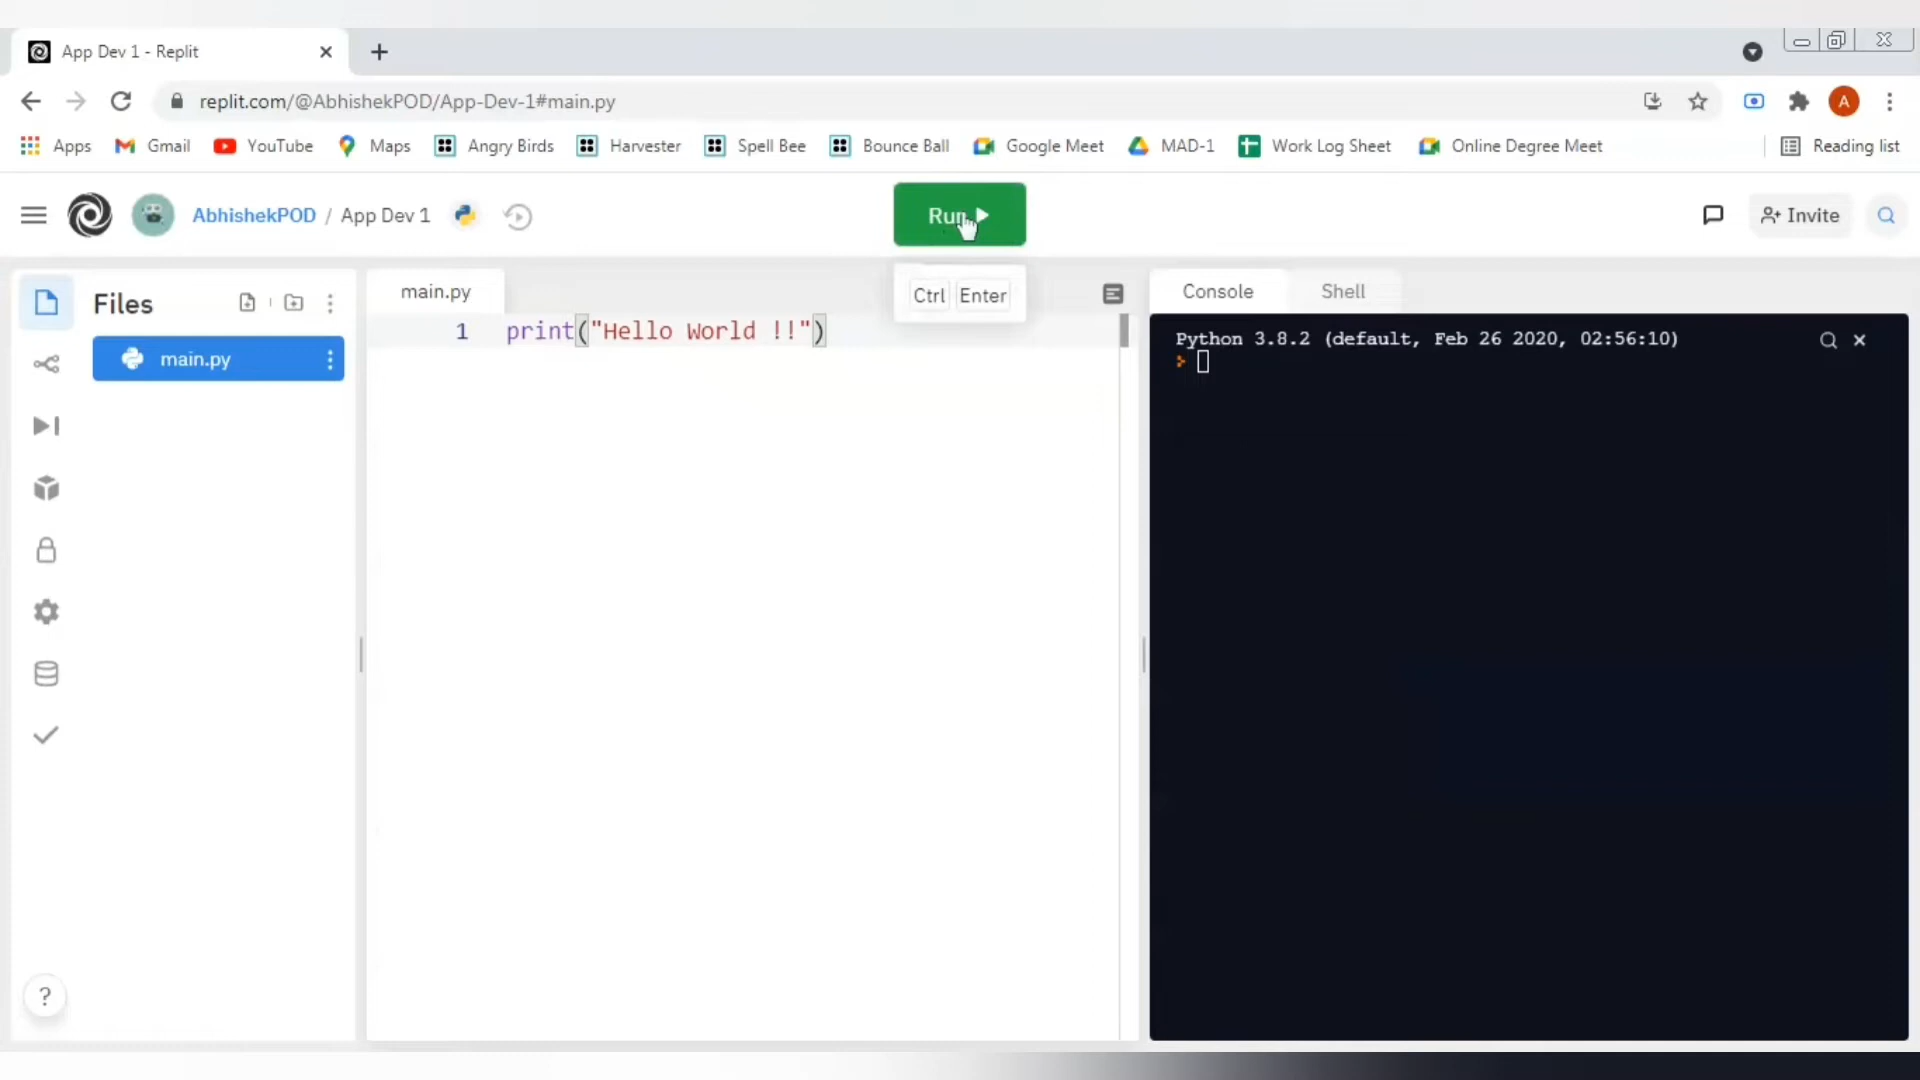 App Dev 1 - Replit
replit.com/@AbhishekPOD/App-Dev-1#main.py
A
Apps Gmail YouTube Maps Angry Birds Harvester Spell Bee Bounce Ball Google Meet MAD-1 Work Log Sheet Online Degree Meet Reading list
AbhishekPOD / App Dev 1 Run Invite
Files
main.py
main.py
Ctrl Enter
1 print("Hello World !!")
Console Shell
Python 3.8.2 (default, Feb 26 2020, 02:56:10)
?